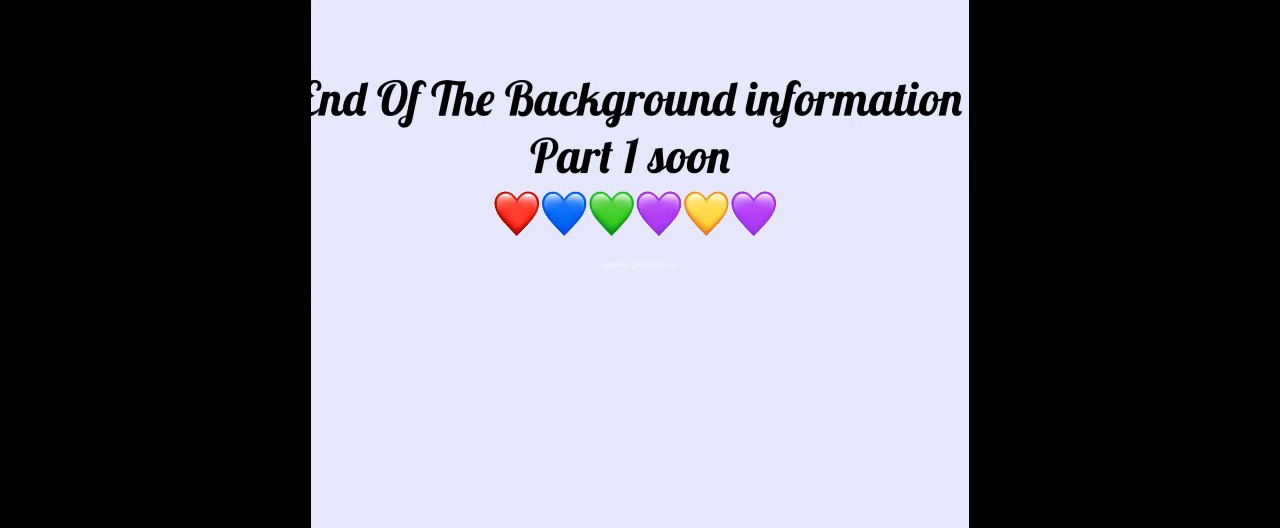 End Of The Background information
Part 1 soon
❤️💙💚💜💛💜